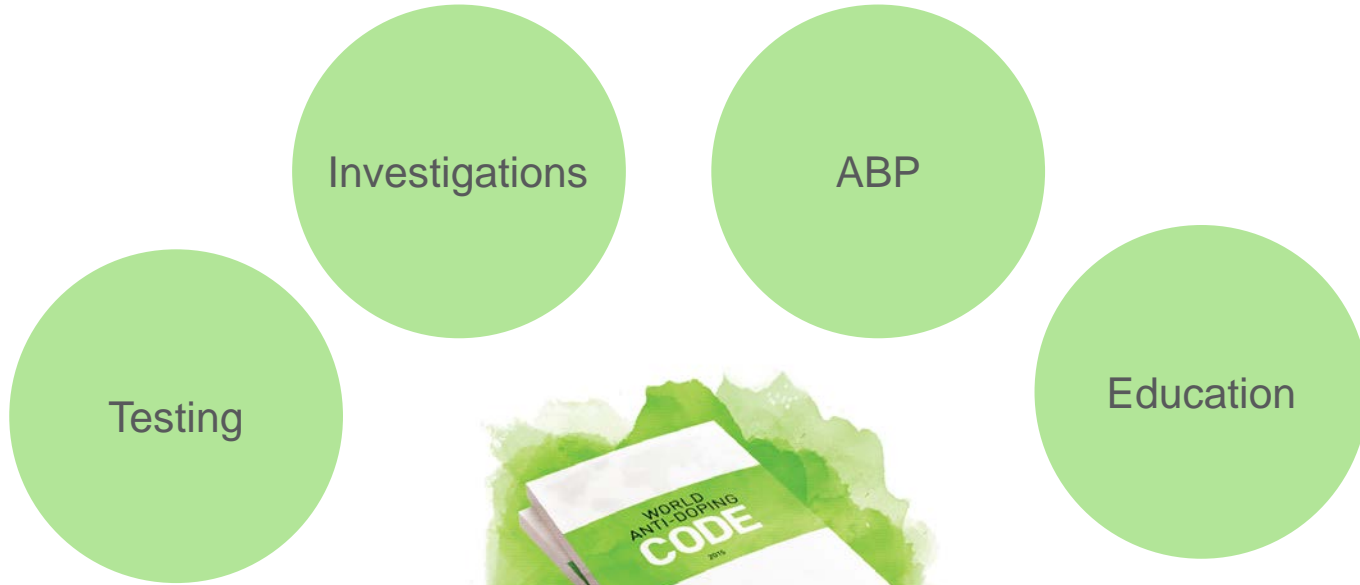 Investigations
ABP
Testing
Education
WORLD
ANTI-DOPING
CODE
2015